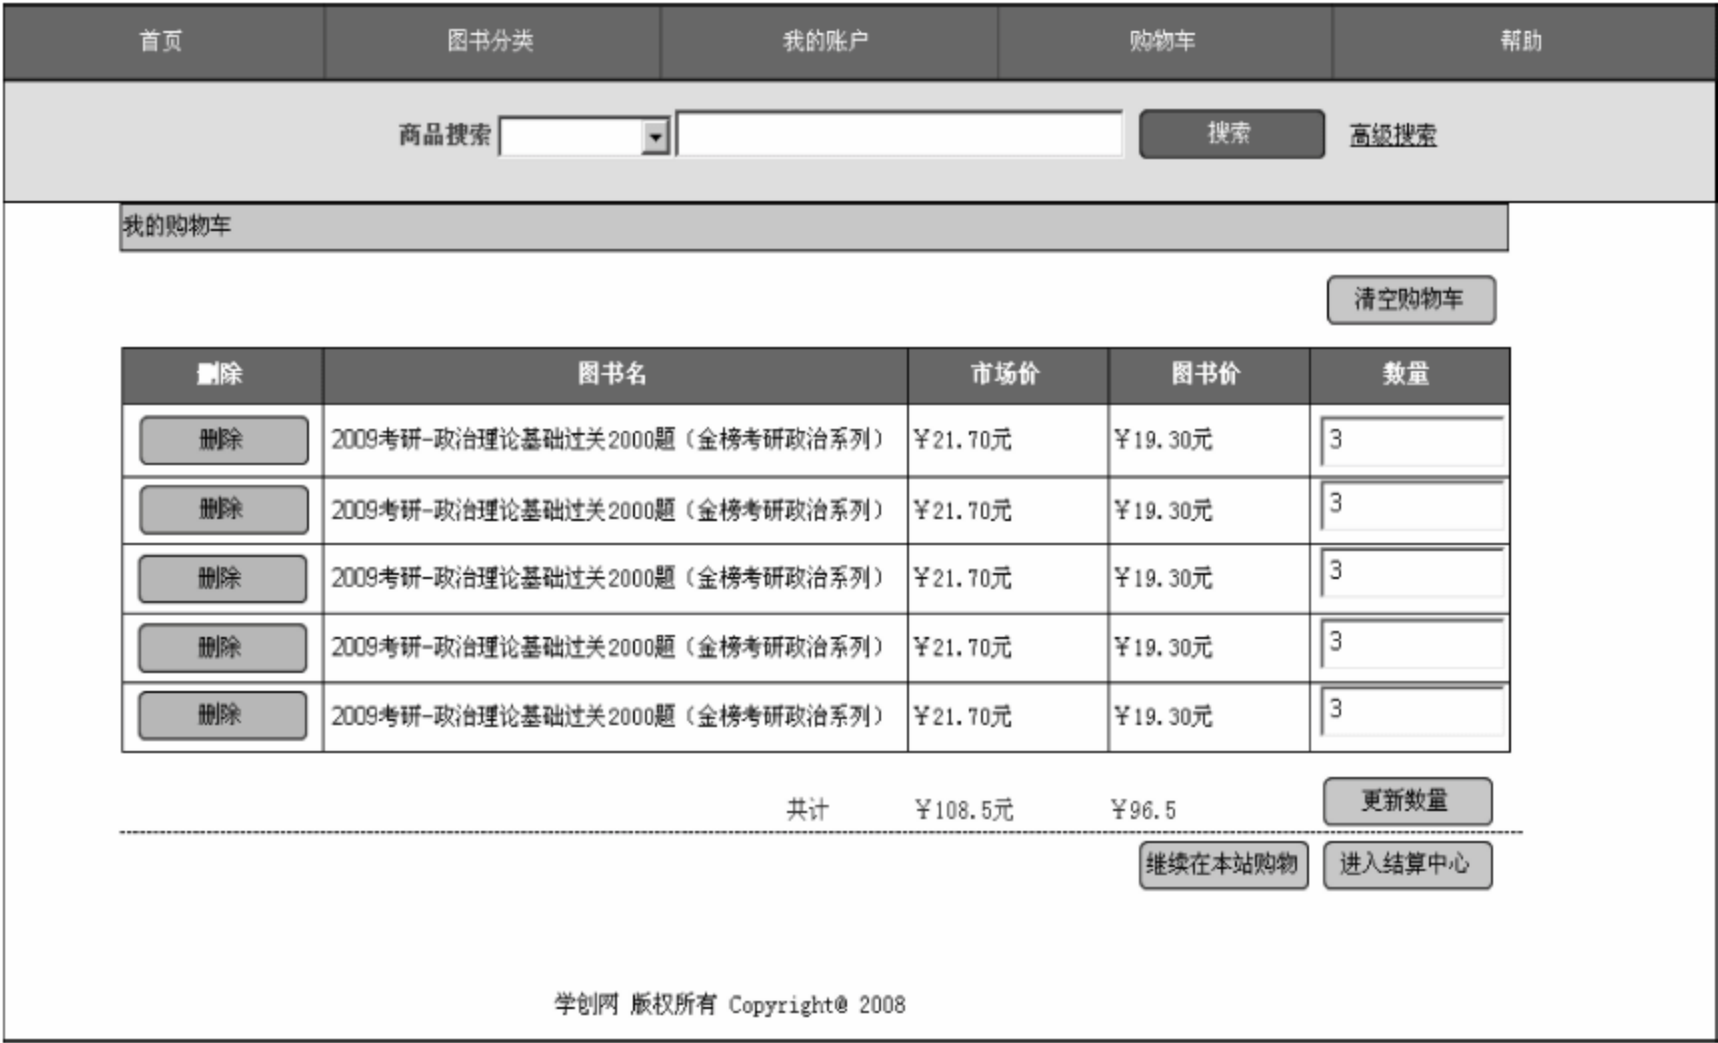 首页 图书分类 我的账户 购物车 帮助
商品搜索 搜索 高级搜索
我的购物车
清空购物车
删除 图书名 市场价 图书价 数量
删除 2009考研-政治理论基础过关2000题（金榜考研政治系列） ￥21.70元 ￥19.30元 3
删除 2009考研-政治理论基础过关2000题（金榜考研政治系列） ￥21.70元 ￥19.30元 3
删除 2009考研-政治理论基础过关2000题（金榜考研政治系列） ￥21.70元 ￥19.30元 3
删除 2009考研-政治理论基础过关2000题（金榜考研政治系列） ￥21.70元 ￥19.30元 3
删除 2009考研-政治理论基础过关2000题（金榜考研政治系列） ￥21.70元 ￥19.30元 3
共计 ￥108.5元 ￥96.5 更新数量
继续在本站购物 进入结算中心
学创网 版权所有 Copyright@ 2008